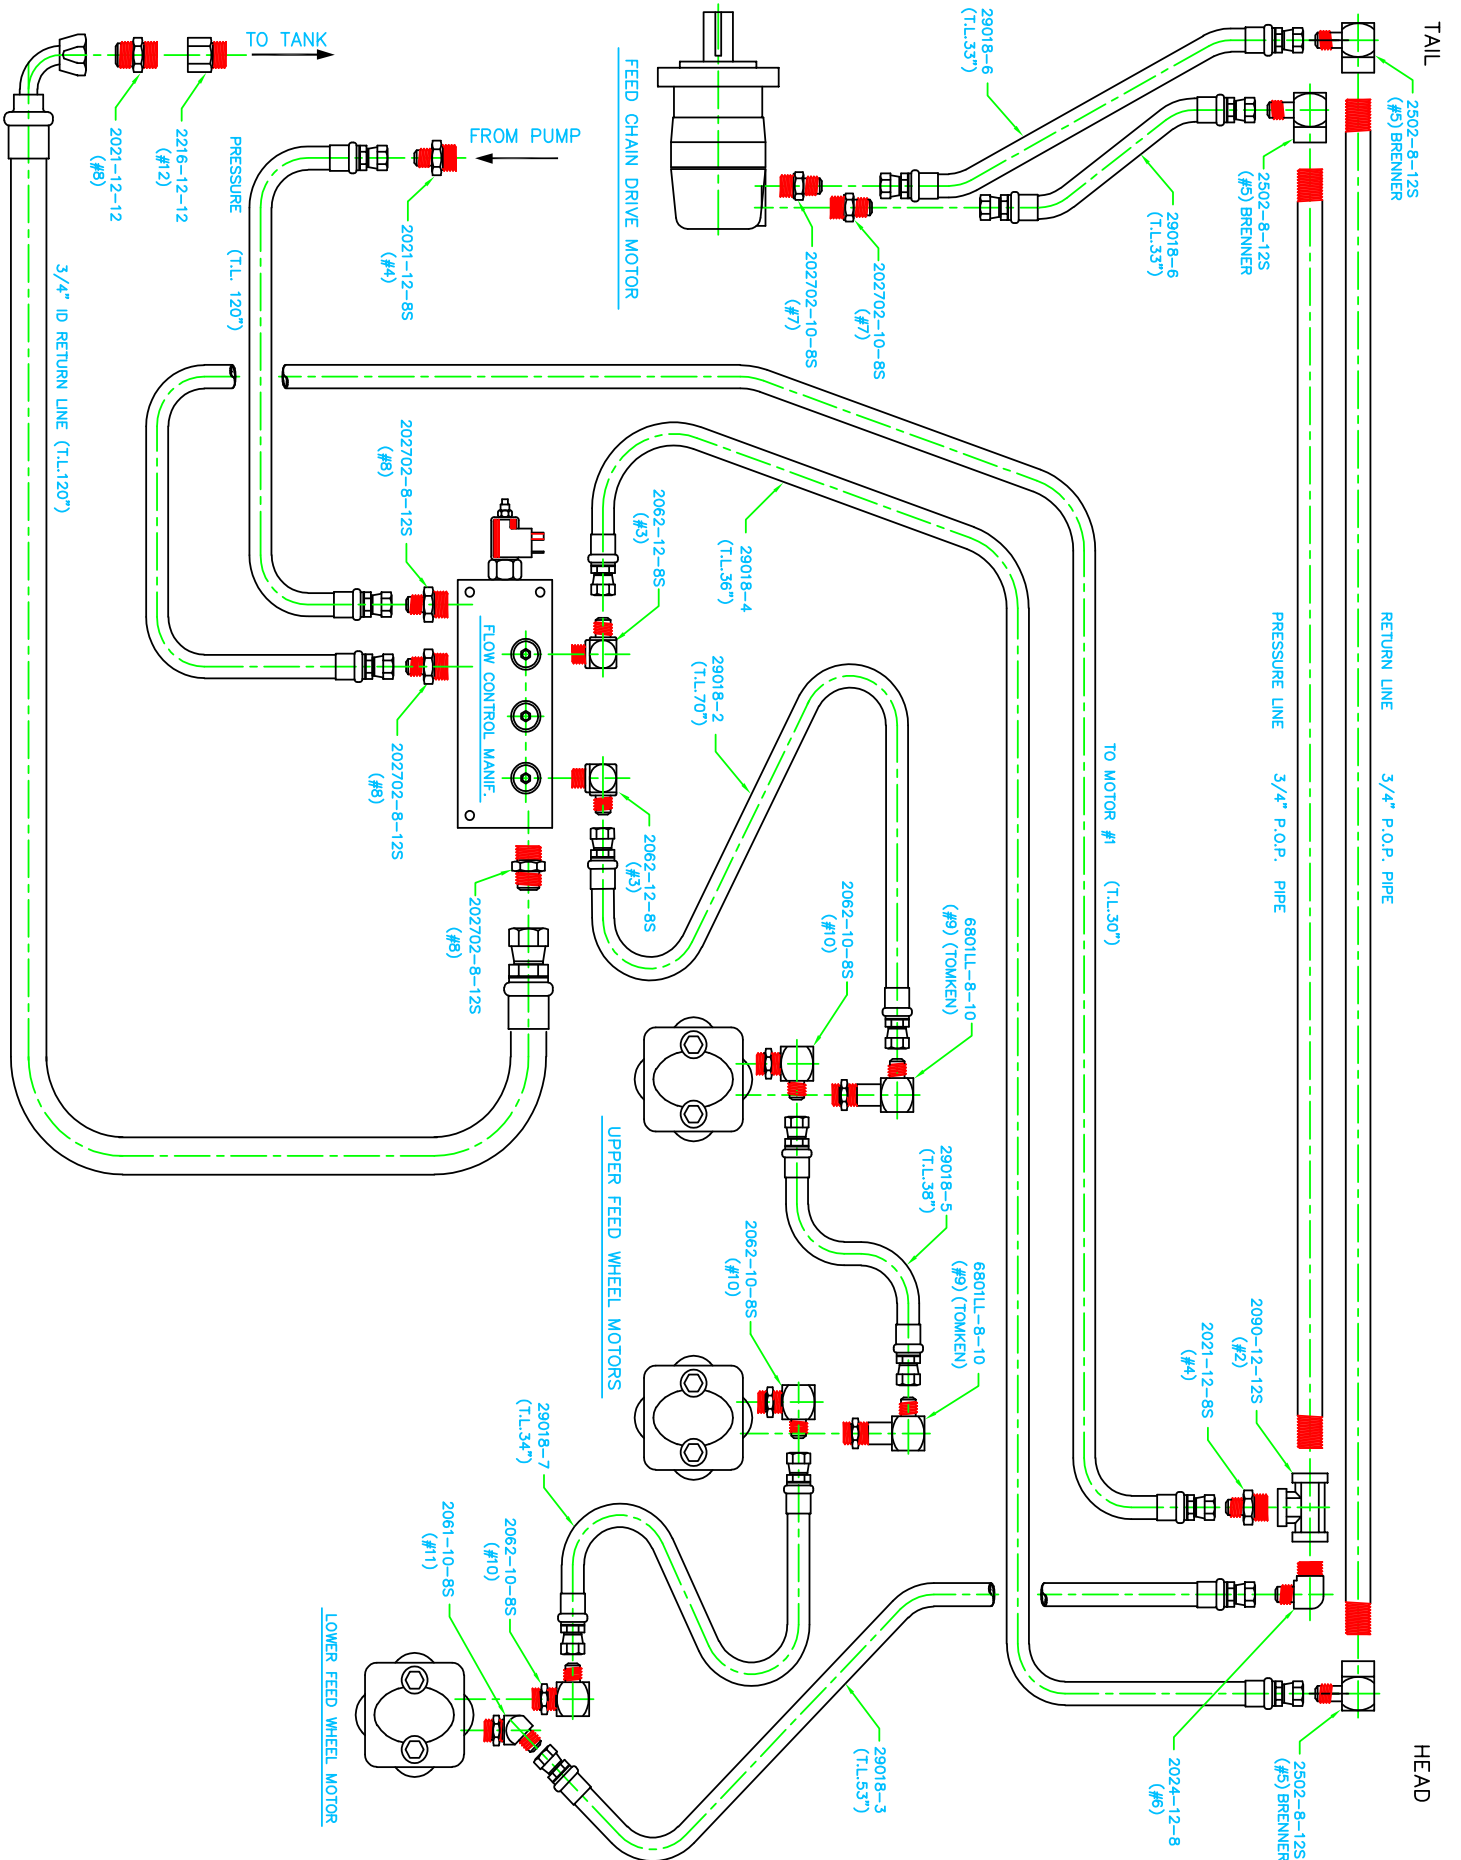 TAIL
HEAD
2502-8-12S
(#5) BRENNER
2502-8-12S
(#5) BRENNER
29018-6
(T.L.33")
29018-6
(T.L.33")
RETURN LINE 3/4" P.O.P. PIPE
PRESSURE LINE 3/4" P.O.P. PIPE
2090-12-12S
(#2)
2021-12-8S
(#4)
2502-8-12S
(#5) BRENNER
2024-12-8
(#6)
TO MOTOR #1 (T.L.30")
FEED CHAIN DRIVE MOTOR
202702-10-8S
(#7)
202702-10-8S
(#7)
29018-4
(T.L.36")
2062-12-8S
(#3)
29018-2
(T.L.70")
2062-12-8S
(#3)
6801LL-8-10
(#9) (TOMKEN)
2062-10-8S
(#10)
29018-5
(T.L.38")
6801LL-8-10
(#9) (TOMKEN)
2062-10-8S
(#10)
UPPER FEED WHEEL MOTORS
29018-3
(T.L.53")
29018-7
(T.L.34")
2062-10-8S
(#10)
2061-10-8S
(#11)
LOWER FEED WHEEL MOTOR
FLOW CONTROL MANIF.
202702-8-12S
(#8)
202702-8-12S
(#8)
202702-8-12S
(#8)
FROM PUMP
2021-12-8S
(#4)
PRESSURE (T.L. 120")
TO TANK
2216-12-12
(#12)
2021-12-12
(#8)
3/4" ID RETURN LINE (T.L.120")